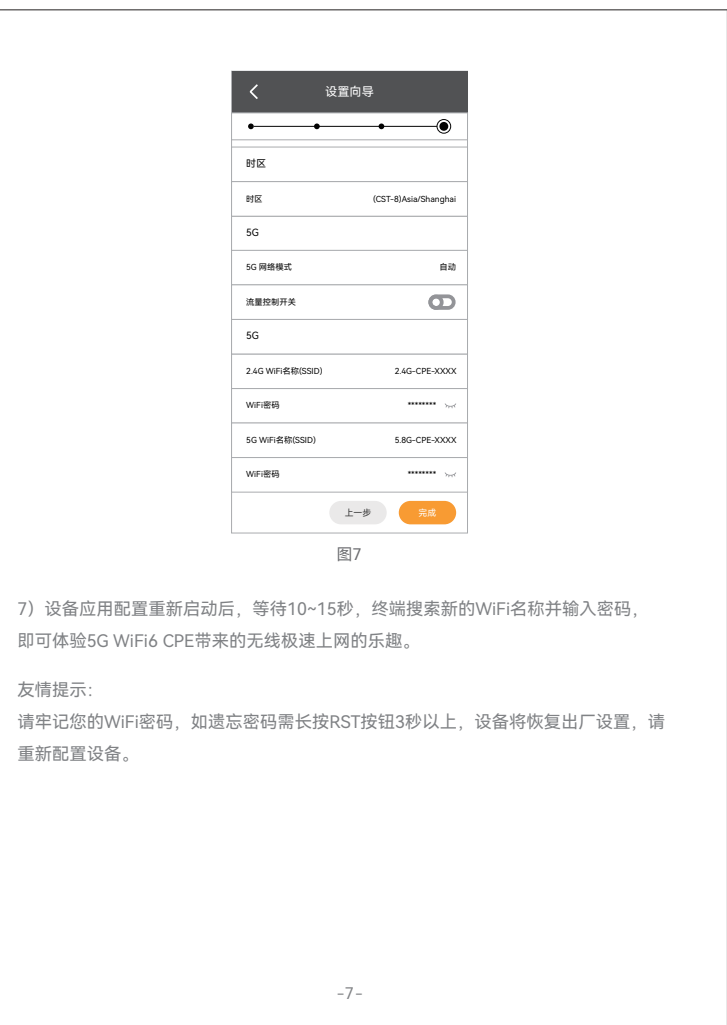 设置向导
时区
时区 (CST-8)Asia/Shanghai
5G
5G 网络模式 自动
流量控制开关
5G
2.4G WiFi名称(SSID) 2.4G-CPE-XXXX
WiFi密码 ********
5G WiFi名称(SSID) 5.8G-CPE-XXXX
WiFi密码 ********
上一步 完成
图7
7）设备应用配置重新启动后，等待10~15秒，终端搜索新的WiFi名称并输入密码，
即可体验5G WiFi6 CPE带来的无线极速上网的乐趣。
友情提示：
请牢记您的WiFi密码，如遗忘密码需长按RST按钮3秒以上，设备将恢复出厂设置，请
重新配置设备。
-7-